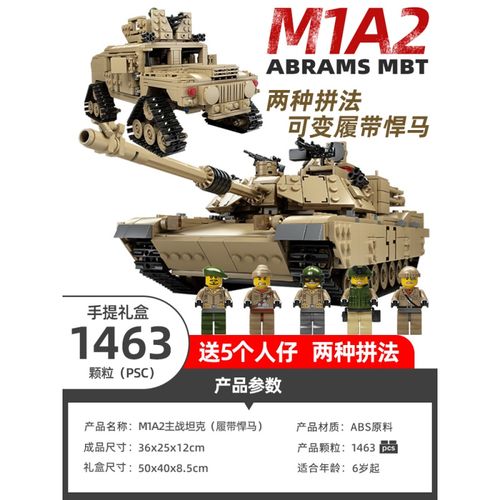 M1A2
ABRAMS MBT
两种拼法
可变履带悍马
手提礼盒
1463
颗粒（PSC）
送5个人仔 两种拼法
产品参数
产品名称：M1A2主战坦克（履带悍马）
产品材质：ABS原料
成品尺寸：36x25x12cm
产品颗粒：1463 pcs
礼盒尺寸：50x40x8.5cm
适合年龄：6岁起